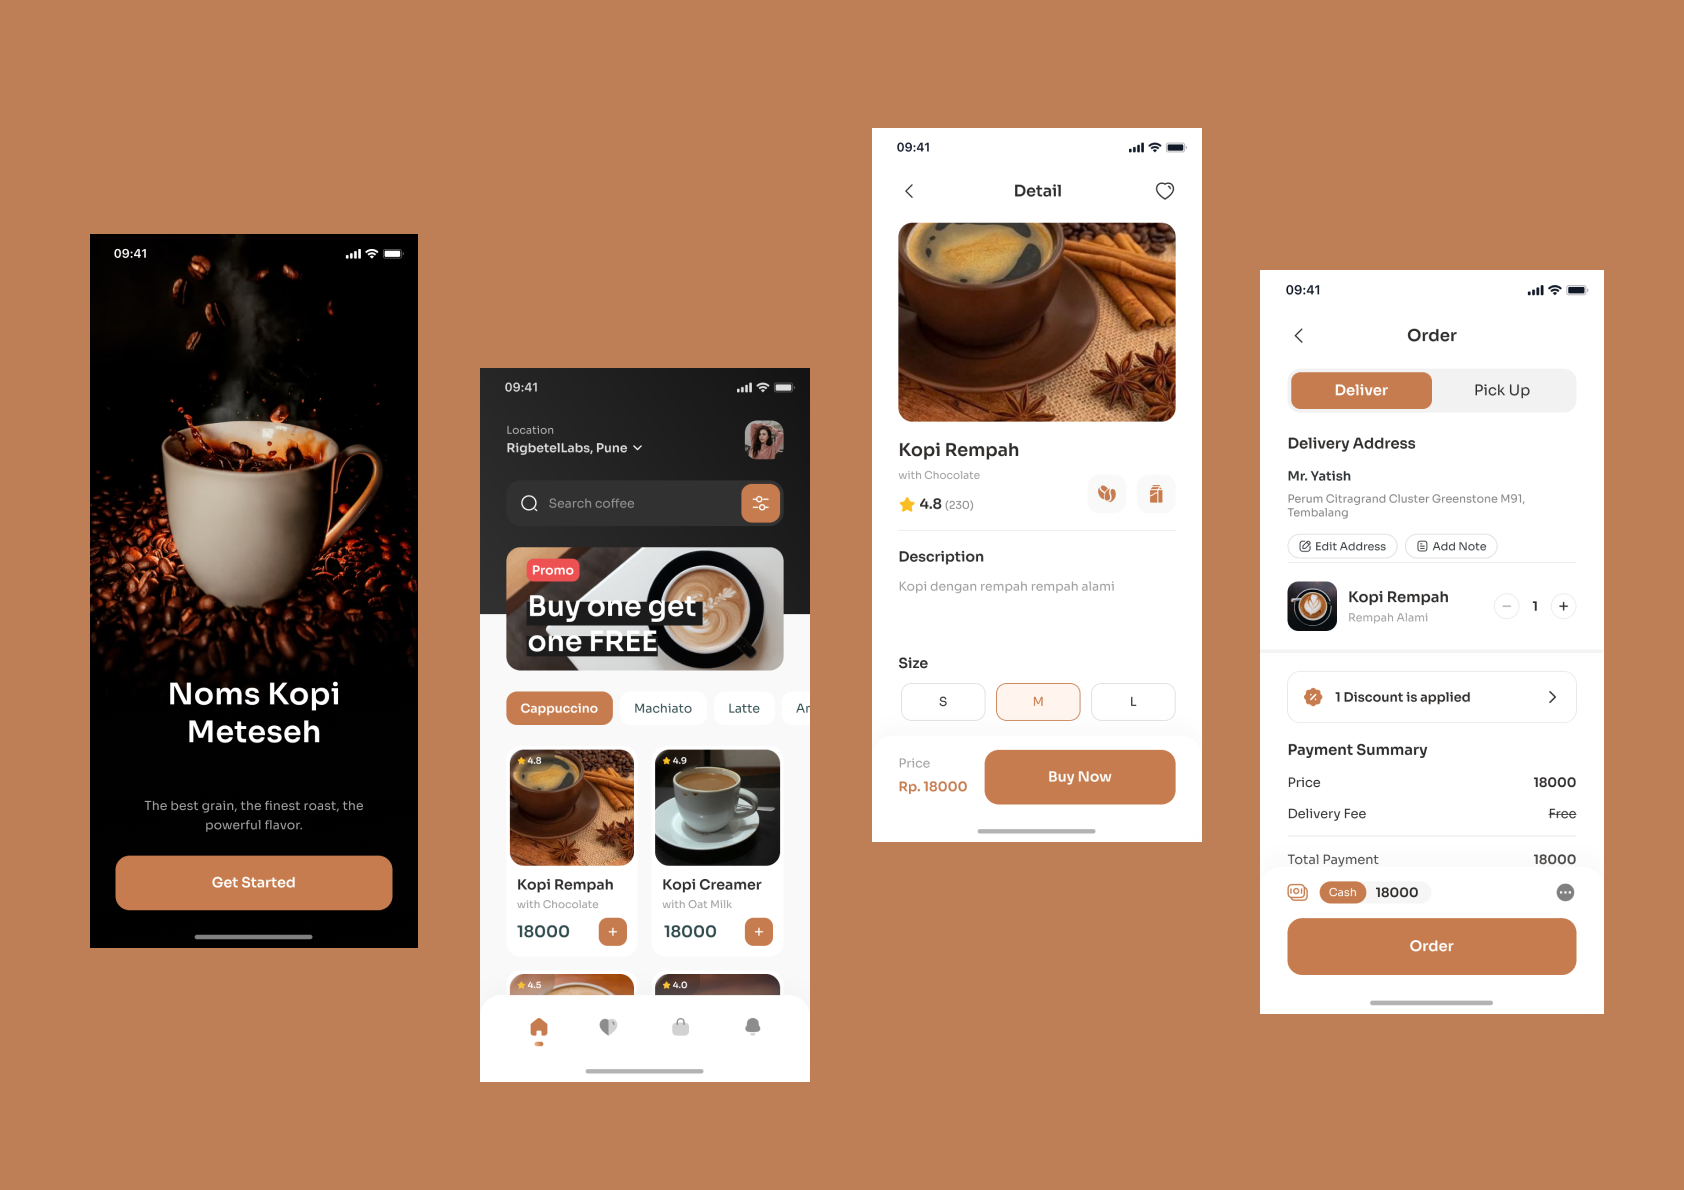 09:41
Noms Kopi
Meteseh
The best grain, the finest roast, the
powerful flavor.
Get Started
09:41
Location
RigbetelLabs, Pune
Search coffee
Promo
Buy one get
one FREE
Cappuccino Machiato Latte Ar
4.8
Kopi Rempah
with Chocolate
18000 +
4.9
Kopi Creamer
with Oat Milk
18000 +
4.5
4.0
09:41
Detail
Kopi Rempah
with Chocolate
4.8 (230)
Description
Kopi dengan rempah rempah alami
Size
S M L
Price
Rp. 18000
Buy Now
09:41
Order
Deliver Pick Up
Delivery Address
Mr. Yatish
Perum Citragrand Cluster Greenstone M91,
Tembalang
Edit Address Add Note
Kopi Rempah
Rempah Alami
− 1 +
1 Discount is applied
Payment Summary
Price 18000
Delivery Fee Free
Total Payment 18000
Cash 18000
Order